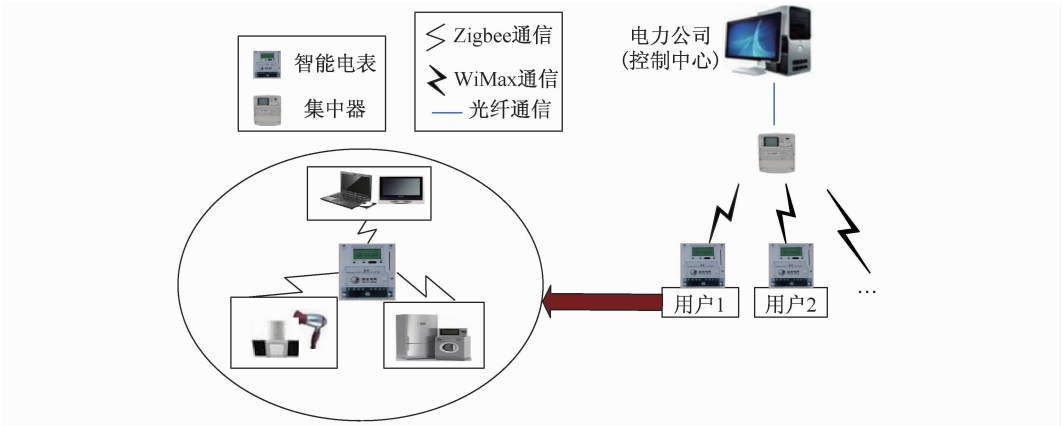 智能电表
集中器
Zigbee通信
WiMax通信
光纤通信
电力公司
(控制中心)
用户1
用户2
…